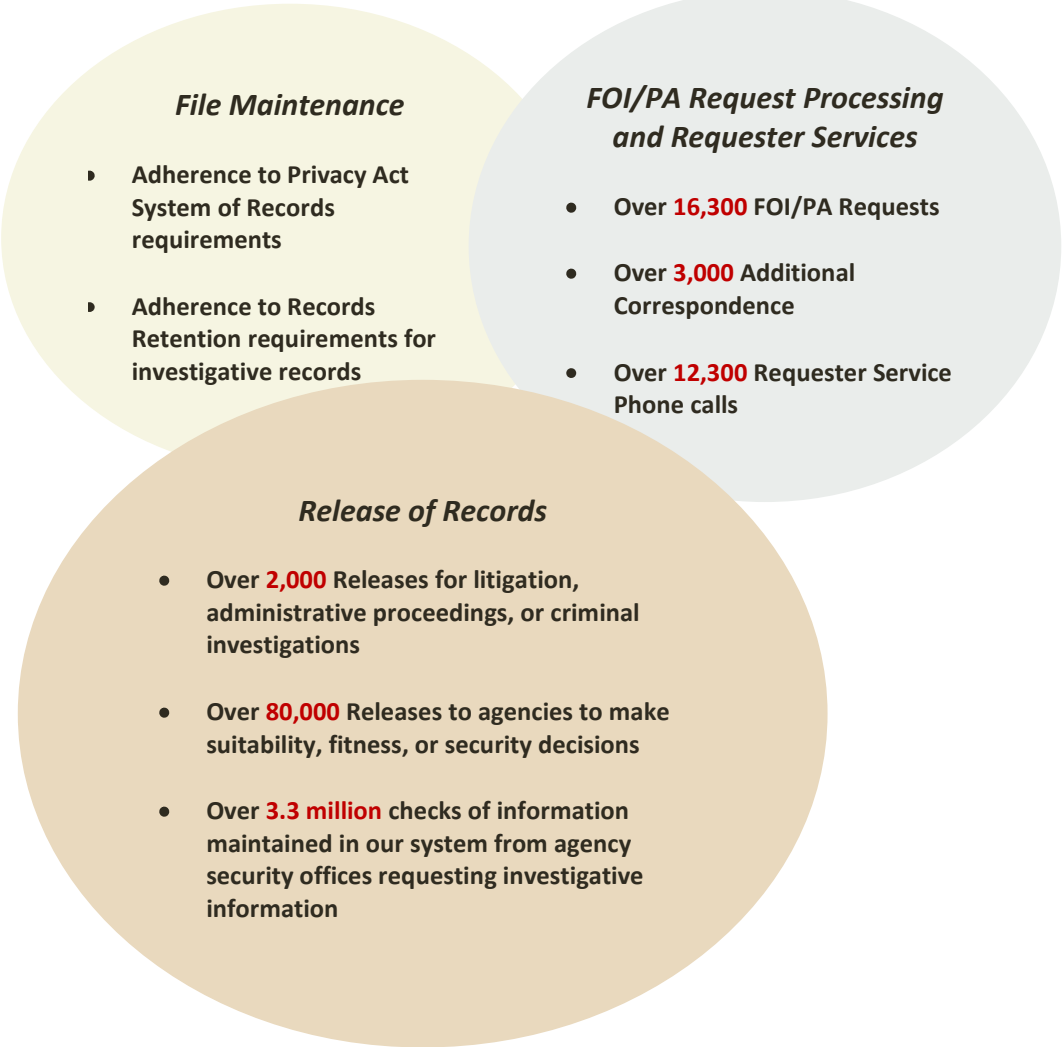 File Maintenance
• Adherence to Privacy Act
System of Records
requirements
• Adherence to Records
Retention requirements for
investigative records
FOI/PA Request Processing
and Requester Services
• Over 16,300 FOI/PA Requests
• Over 3,000 Additional
Correspondence
• Over 12,300 Requester Service
Phone calls
Release of Records
• Over 2,000 Releases for litigation,
administrative proceedings, or criminal
investigations
• Over 80,000 Releases to agencies to make
suitability, fitness, or security decisions
• Over 3.3 million checks of information
maintained in our system from agency
security offices requesting investigative
information